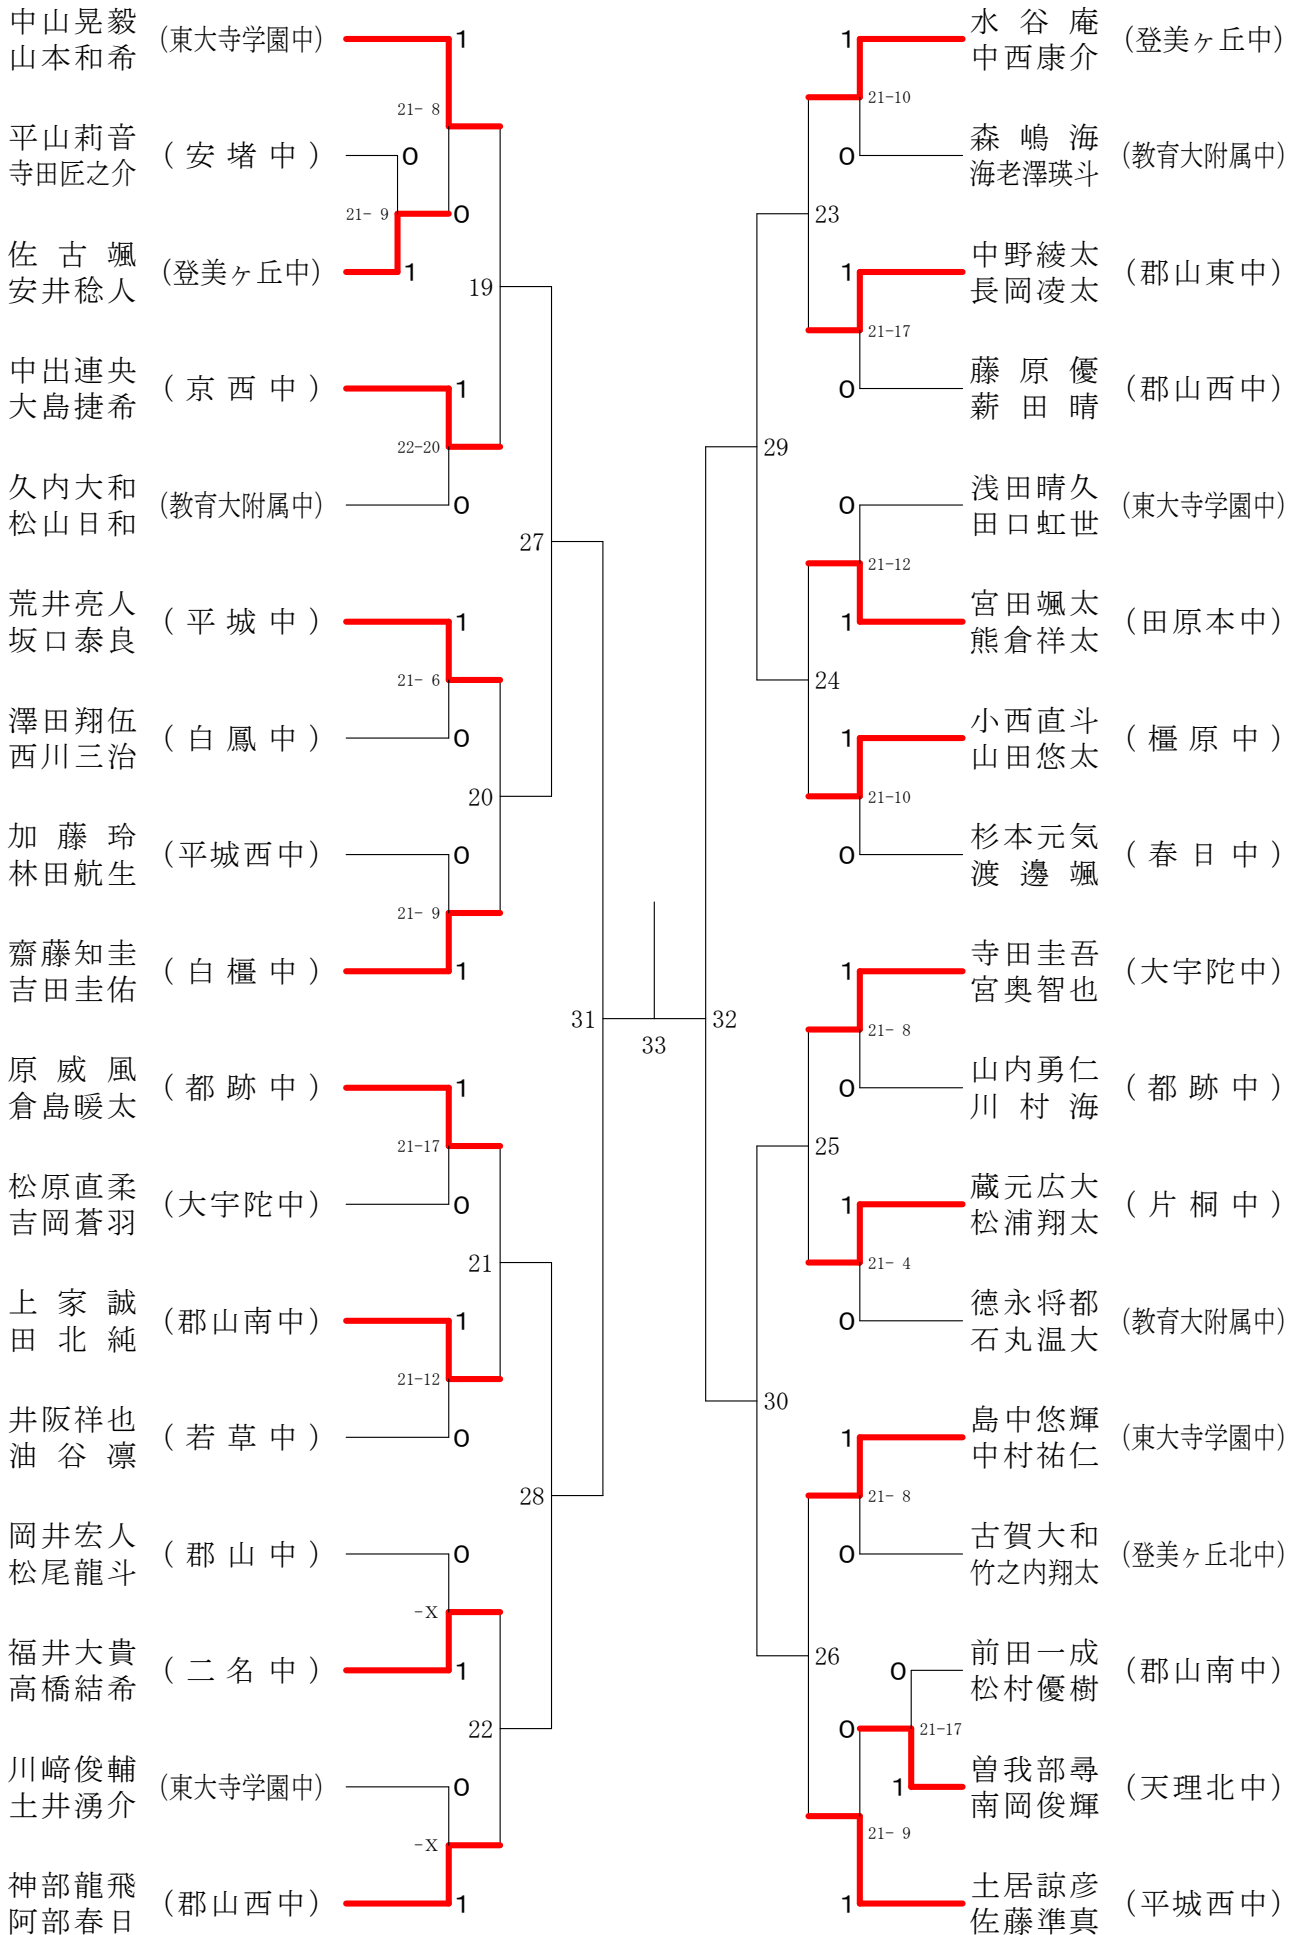 中山晃毅
山本和希
(東大寺学園中)
1
21- 8
平山莉音
寺田匠之介
(安堵中)
0
21- 9
0
佐古颯
安井稔人
(登美ヶ丘中)
1
19
中出連央
大島捷希
(京西中)
1
22-20
久内大和
松山日和
(教育大附属中)
0
27
荒井亮人
坂口泰良
(平城中)
1
21- 6
澤田翔伍
西川三治
(白鳳中)
0
20
加藤玲
林田航生
(平城西中)
0
21- 9
齋藤知圭
吉田圭佑
(白橿中)
1
31
33
32
原威風
倉島暖太
(都跡中)
1
21-17
松原直柔
吉岡蒼羽
(大宇陀中)
0
21
上家誠
田北純
(郡山南中)
1
21-12
井阪祥也
油谷凛
(若草中)
0
28
岡井宏人
松尾龍斗
(郡山中)
0
-X
福井大貴
高橋結希
(二名中)
1
22
川﨑俊輔
土井湧介
(東大寺学園中)
0
-X
神部龍飛
阿部春日
(郡山西中)
1
1
水谷庵
中西康介
(登美ヶ丘中)
21-10
0
森嶋海
海老澤瑛斗
(教育大附属中)
23
1
中野綾太
長岡凌太
(郡山東中)
21-17
0
藤原優
薪田晴
(郡山西中)
29
0
浅田晴久
田口虹世
(東大寺学園中)
21-12
1
宮田颯太
熊倉祥太
(田原本中)
24
1
小西直斗
山田悠太
(橿原中)
21-10
0
杉本元気
渡邊颯
(春日中)
1
寺田圭吾
宮奥智也
(大宇陀中)
21- 8
0
山内勇仁
川村海
(都跡中)
25
1
蔵元広大
松浦翔太
(片桐中)
21- 4
0
德永将都
石丸温大
(教育大附属中)
30
1
島中悠輝
中村祐仁
(東大寺学園中)
21- 8
0
古賀大和
竹之内翔太
(登美ヶ丘北中)
26
0
前田一成
松村優樹
(郡山南中)
0
21-17
1
曽我部尋
南岡俊輝
(天理北中)
21- 9
1
土居諒彦
佐藤準真
(平城西中)